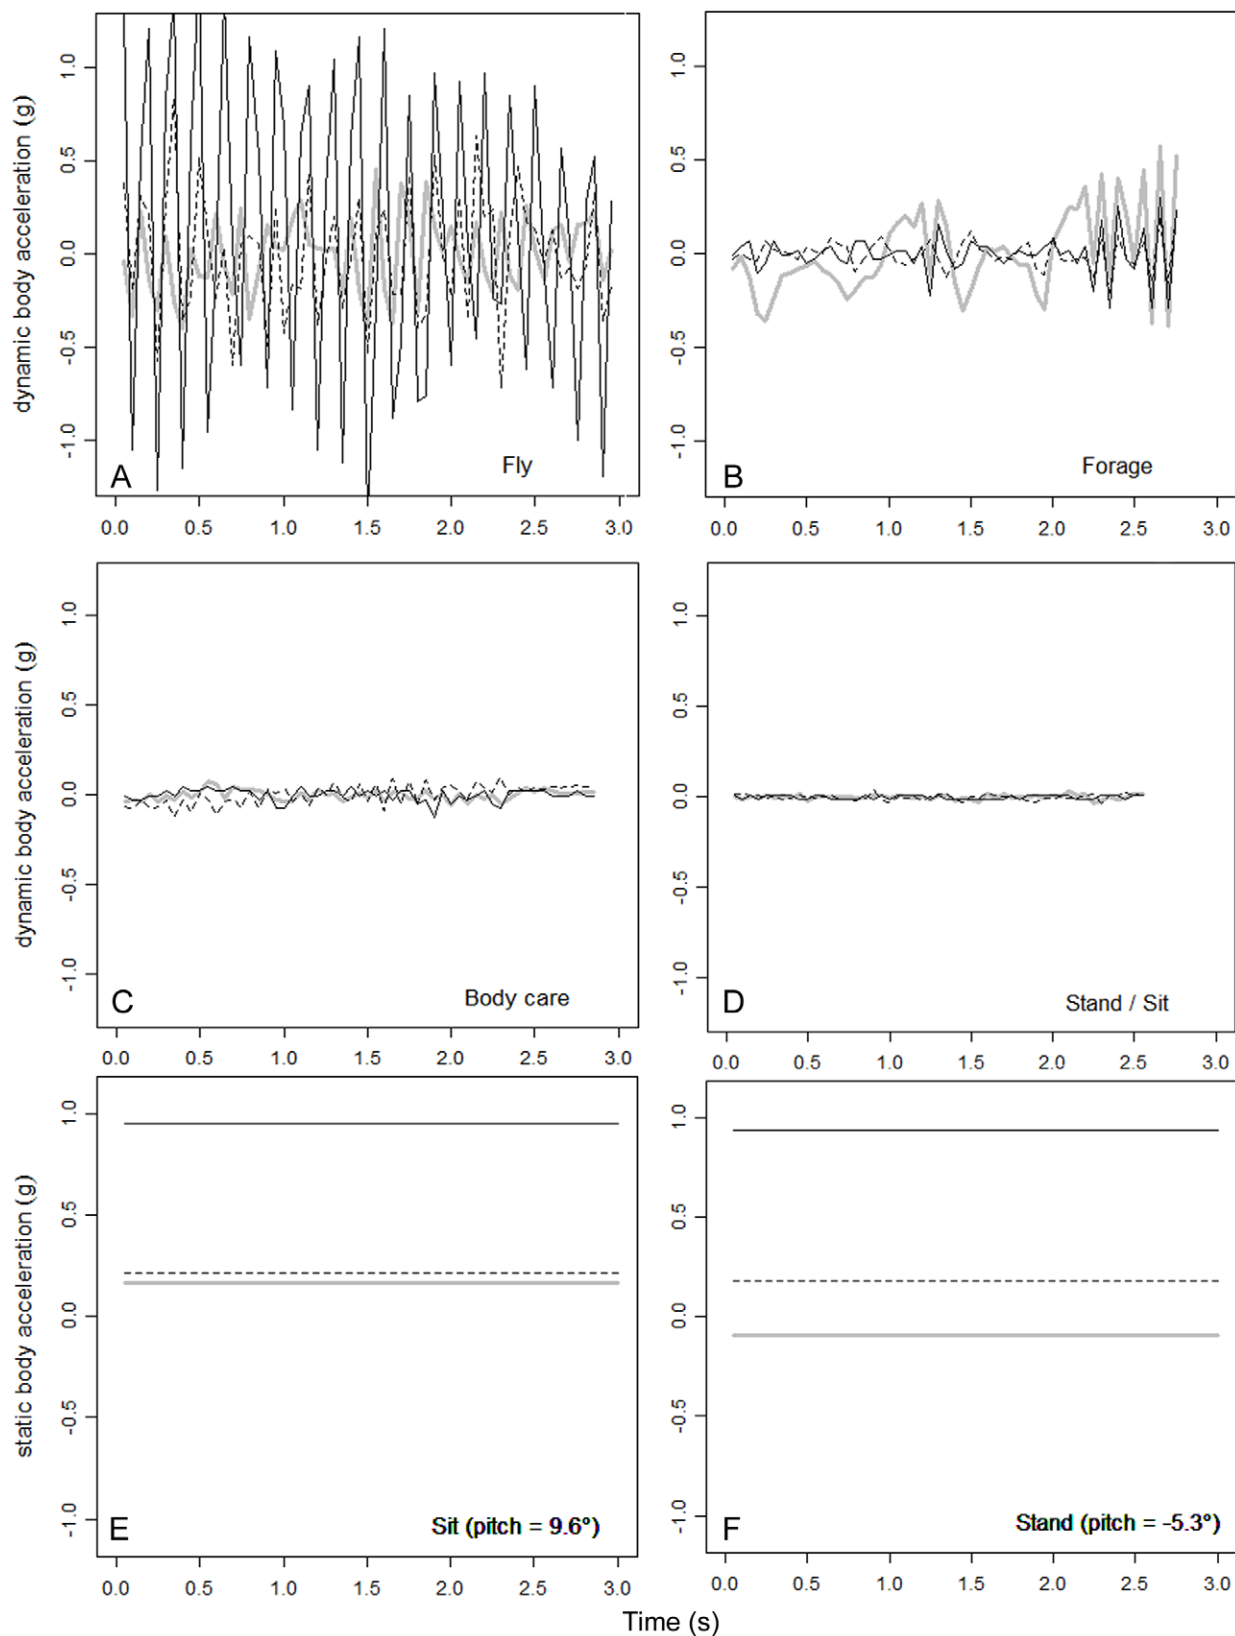 dynamic body acceleration (g)
1.0
0.5
0.0
-0.5
-1.0
A
Fly
0.0 0.5 1.0 1.5 2.0 2.5 3.0
1.0
0.5
0.0
-0.5
-1.0
B
Forage
0.0 0.5 1.0 1.5 2.0 2.5 3.0
dynamic body acceleration (g)
1.0
0.5
0.0
-0.5
-1.0
C
Body care
0.0 0.5 1.0 1.5 2.0 2.5 3.0
1.0
0.5
0.0
-0.5
-1.0
D
Stand / Sit
0.0 0.5 1.0 1.5 2.0 2.5 3.0
static body acceleration (g)
1.0
0.5
0.0
-0.5
-1.0
E
Sit (pitch = 9.6°)
0.0 0.5 1.0 1.5 2.0 2.5 3.0
1.0
0.5
0.0
-0.5
-1.0
F
Stand (pitch = -5.3°)
0.0 0.5 1.0 1.5 2.0 2.5 3.0
Time (s)